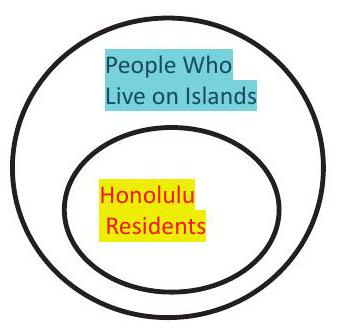 People Who
Live on Islands
Honolulu
Residents